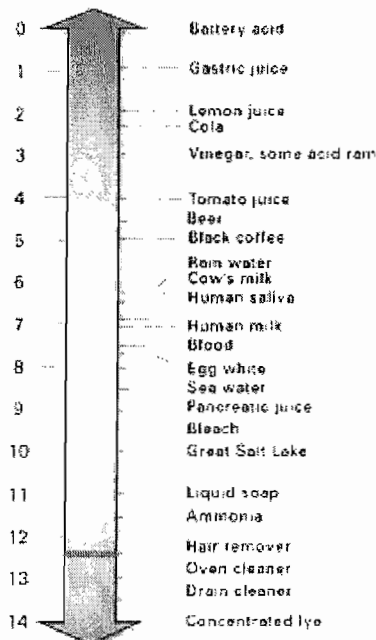 0 Battery acid
1 Gastric juice
2 Lemon juice
Cola
3 Vinegar, some acid rain
4 Tomato juice
Beer
5 Black coffee
Rain water
6 Cow's milk
Human saliva
7 Human milk
Blood
8 Egg white
Sea water
9 Pancreatic juice
Bleach
10 Great Salt Lake
11 Liquid soap
Ammonia
12 Hair remover
Oven cleaner
13 Drain cleaner
14 Concentrated lye